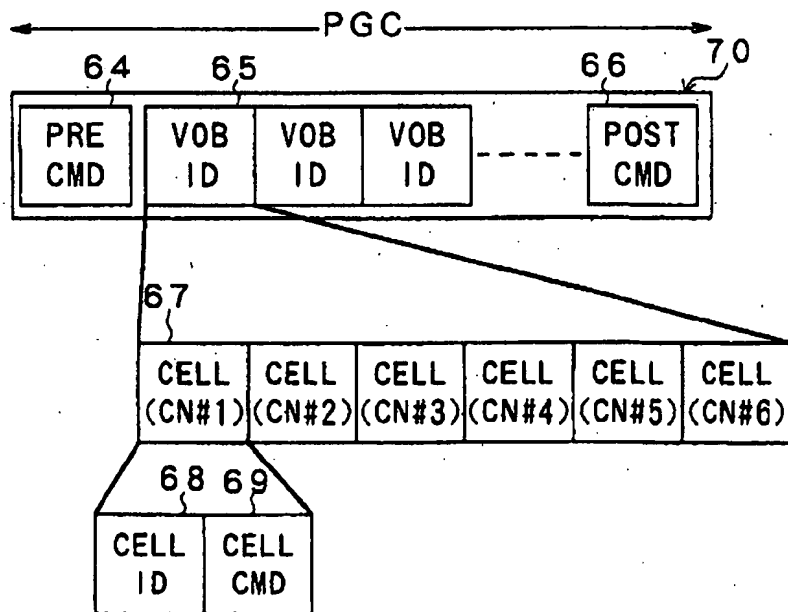 PGC
64 65 66 70
PRE CMD VOB ID VOB ID VOB ID POST CMD
67
CELL (CN#1) CELL (CN#2) CELL (CN#3) CELL (CN#4) CELL (CN#5) CELL (CN#6)
68 69
CELL ID CELL CMD